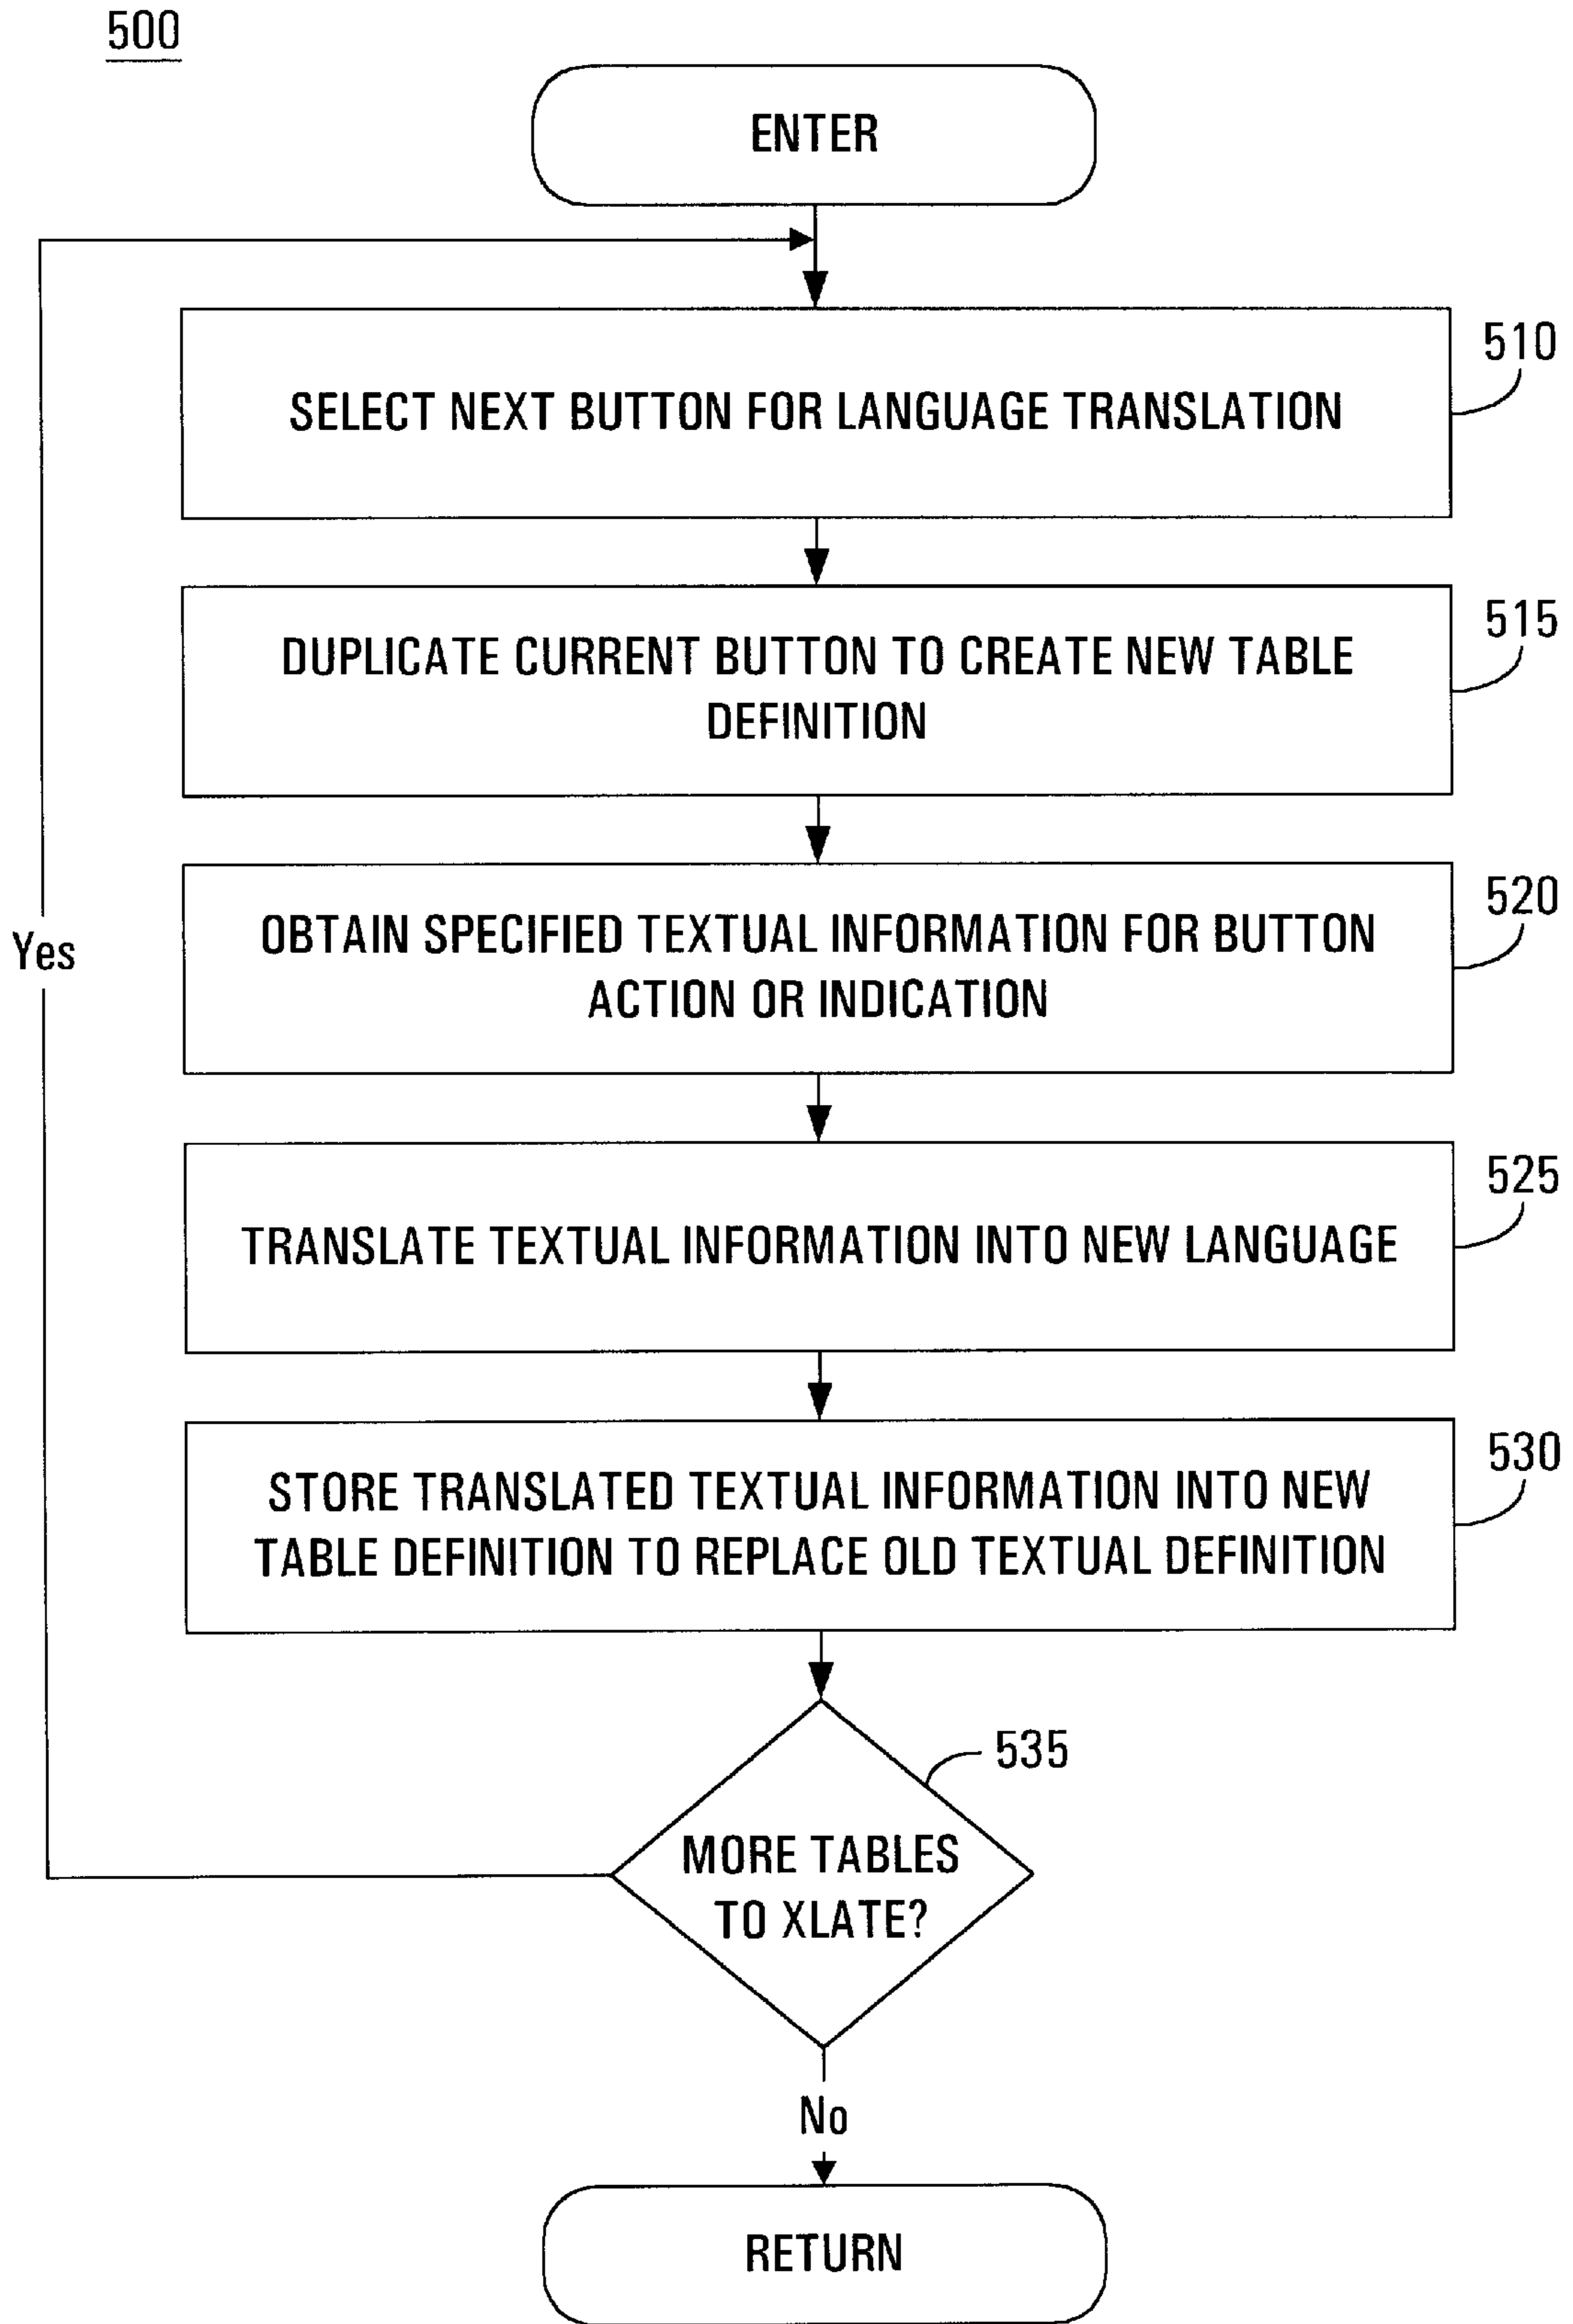 500
ENTER
510
SELECT NEXT BUTTON FOR LANGUAGE TRANSLATION
515
DUPLICATE CURRENT BUTTON TO CREATE NEW TABLE
DEFINITION
520
OBTAIN SPECIFIED TEXTUAL INFORMATION FOR BUTTON
ACTION OR INDICATION
Yes
525
TRANSLATE TEXTUAL INFORMATION INTO NEW LANGUAGE
530
STORE TRANSLATED TEXTUAL INFORMATION INTO NEW
TABLE DEFINITION TO REPLACE OLD TEXTUAL DEFINITION
535
MORE TABLES
TO XLATE?
No
RETURN